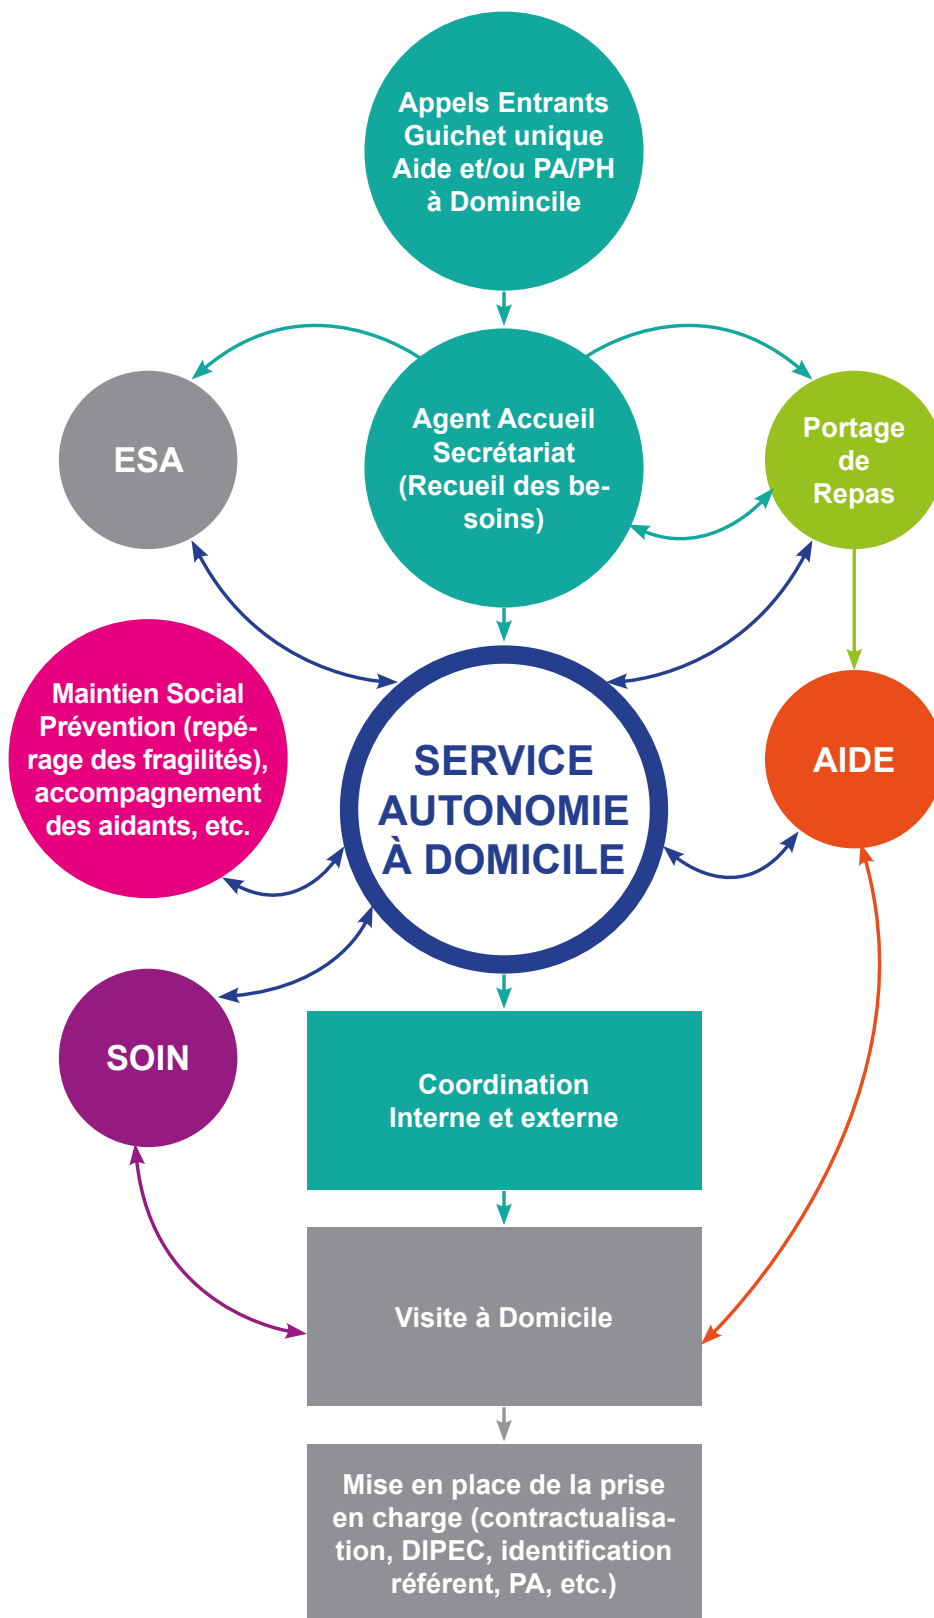 Appels Entrants
Guichet unique
Aide et/ou PA/PH
à Domincile
ESA
Agent Accueil
Secrétariat
(Recueil des be-
soins)
Portage
de
Repas
Maintien Social
Prévention (repé-
rage des fragilités),
accompagnement
des aidants, etc.
SERVICE
AUTONOMIE
À DOMICILE
AIDE
SOIN
Coordination
Interne et externe
Visite à Domicile
Mise en place de la prise
en charge (contractualisa-
tion, DIPEC, identification
référent, PA, etc.)